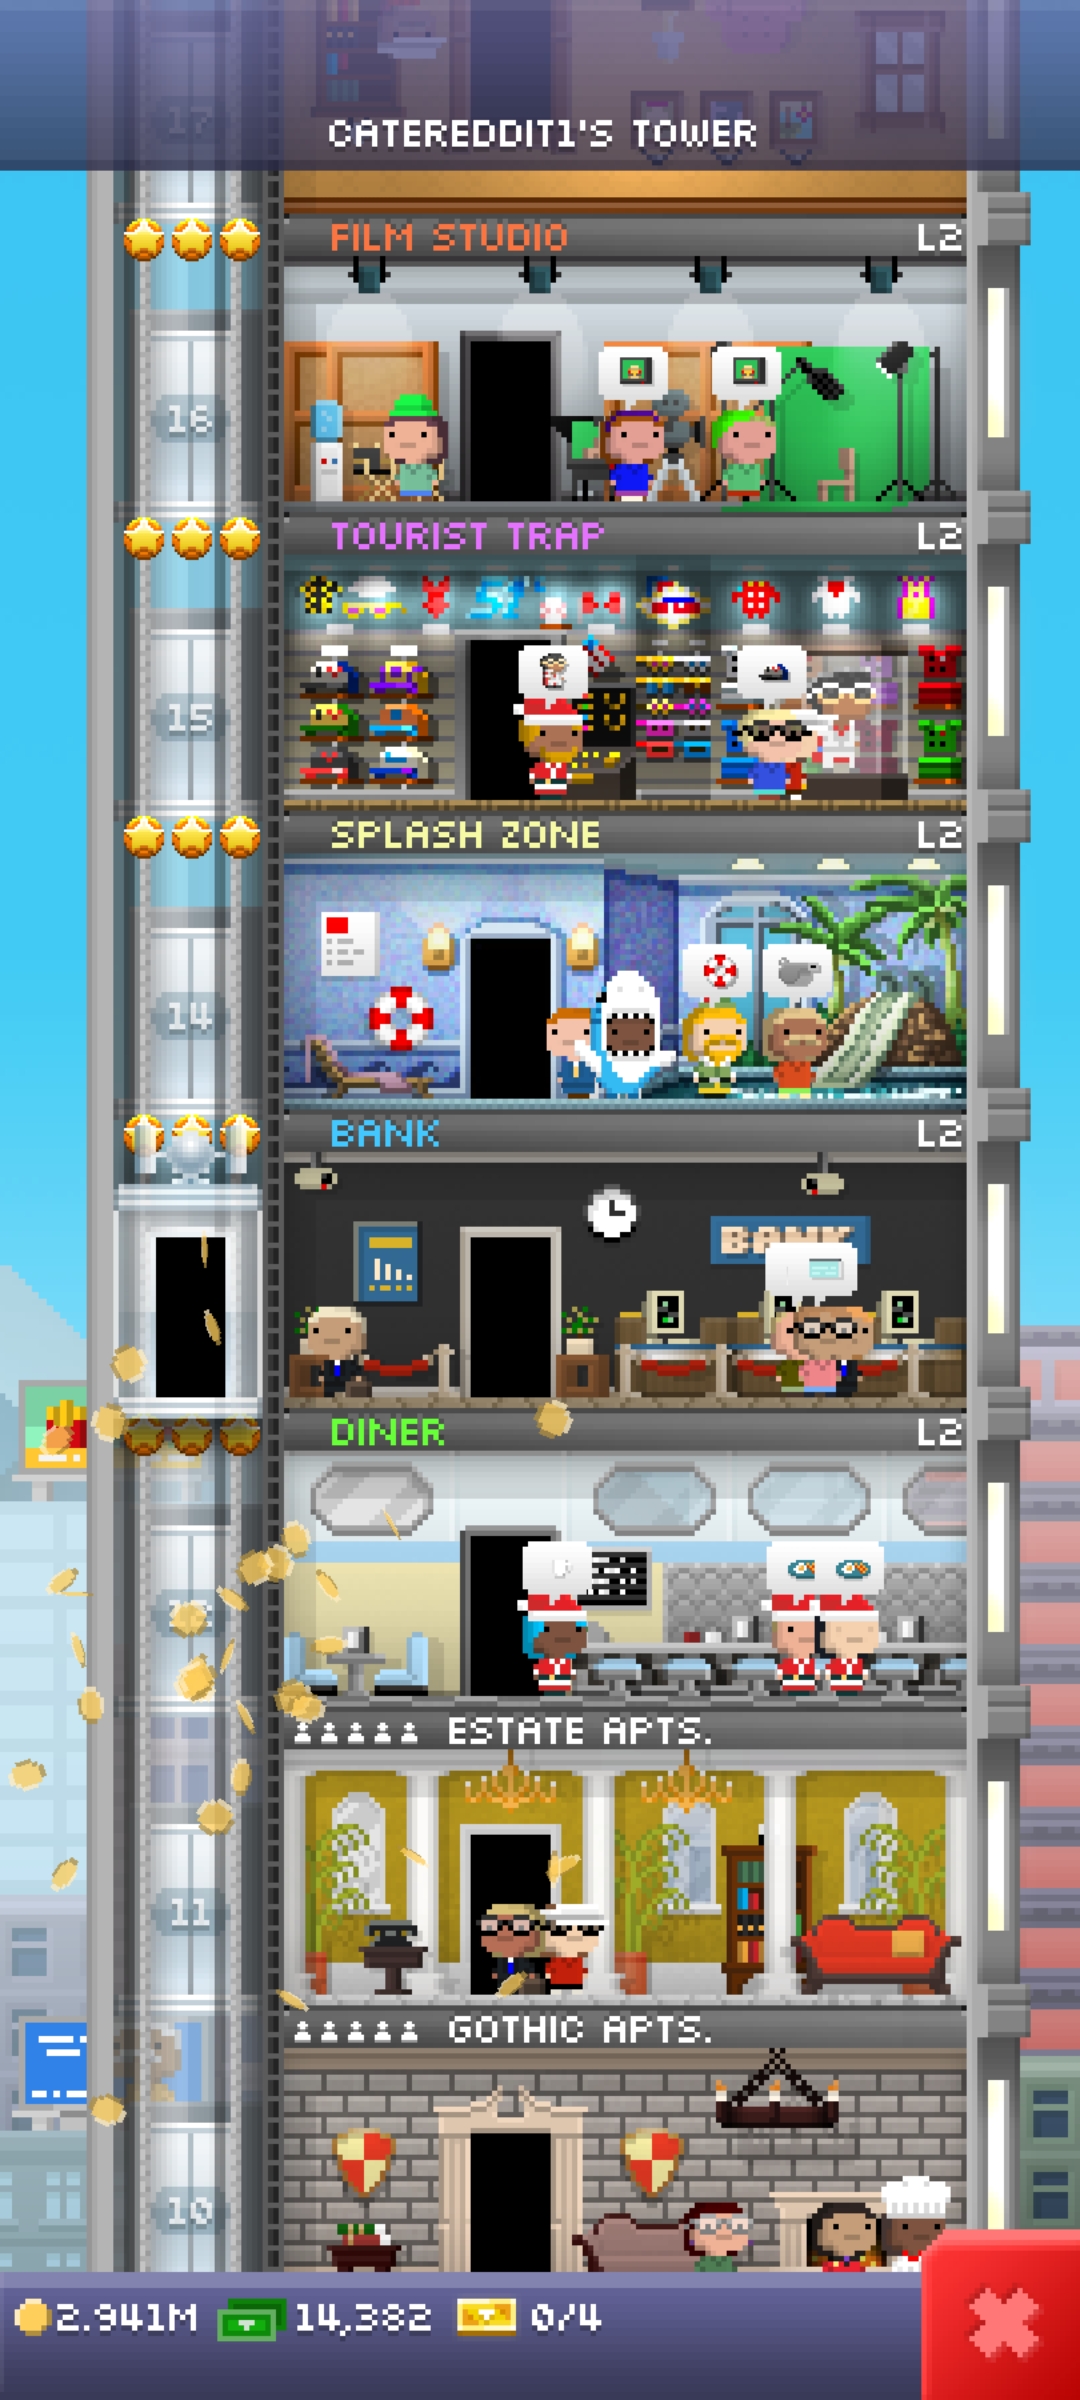 17
CATEREDDIT1'S TOWER
FILM STUDIO L2
16
TOURIST TRAP L2
15
SPLASH ZONE L2
14
BANK L2
BANK
DINER L2
ESTATE APTS.
11
GOTHIC APTS.
10
2.941M 14,382 0/4